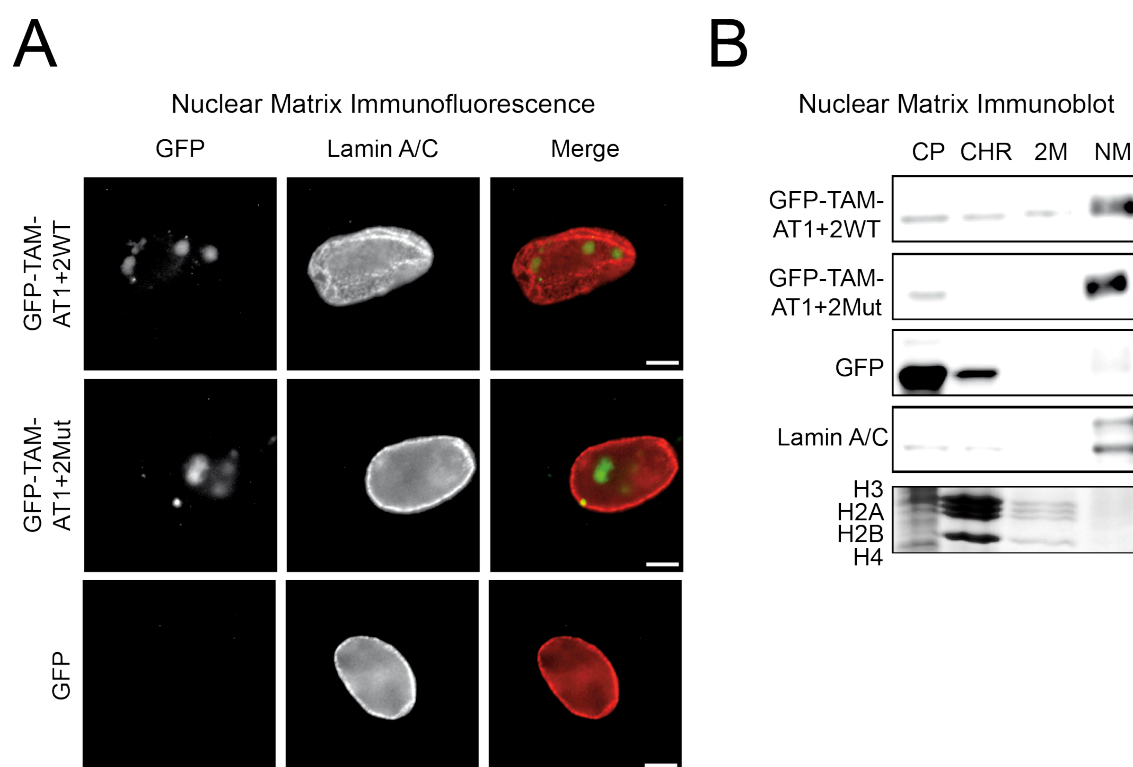 A
B
Nuclear Matrix Immunofluorescence
GFP
Lamin A/C
Merge
GFP-TAM-
AT1+2WT
GFP-TAM-
AT1+2Mut
GFP
Nuclear Matrix Immunoblot
CP
CHR
2M
NM
GFP-TAM-
AT1+2WT
GFP-TAM-
AT1+2Mut
GFP
Lamin A/C
H3
H2A
H2B
H4